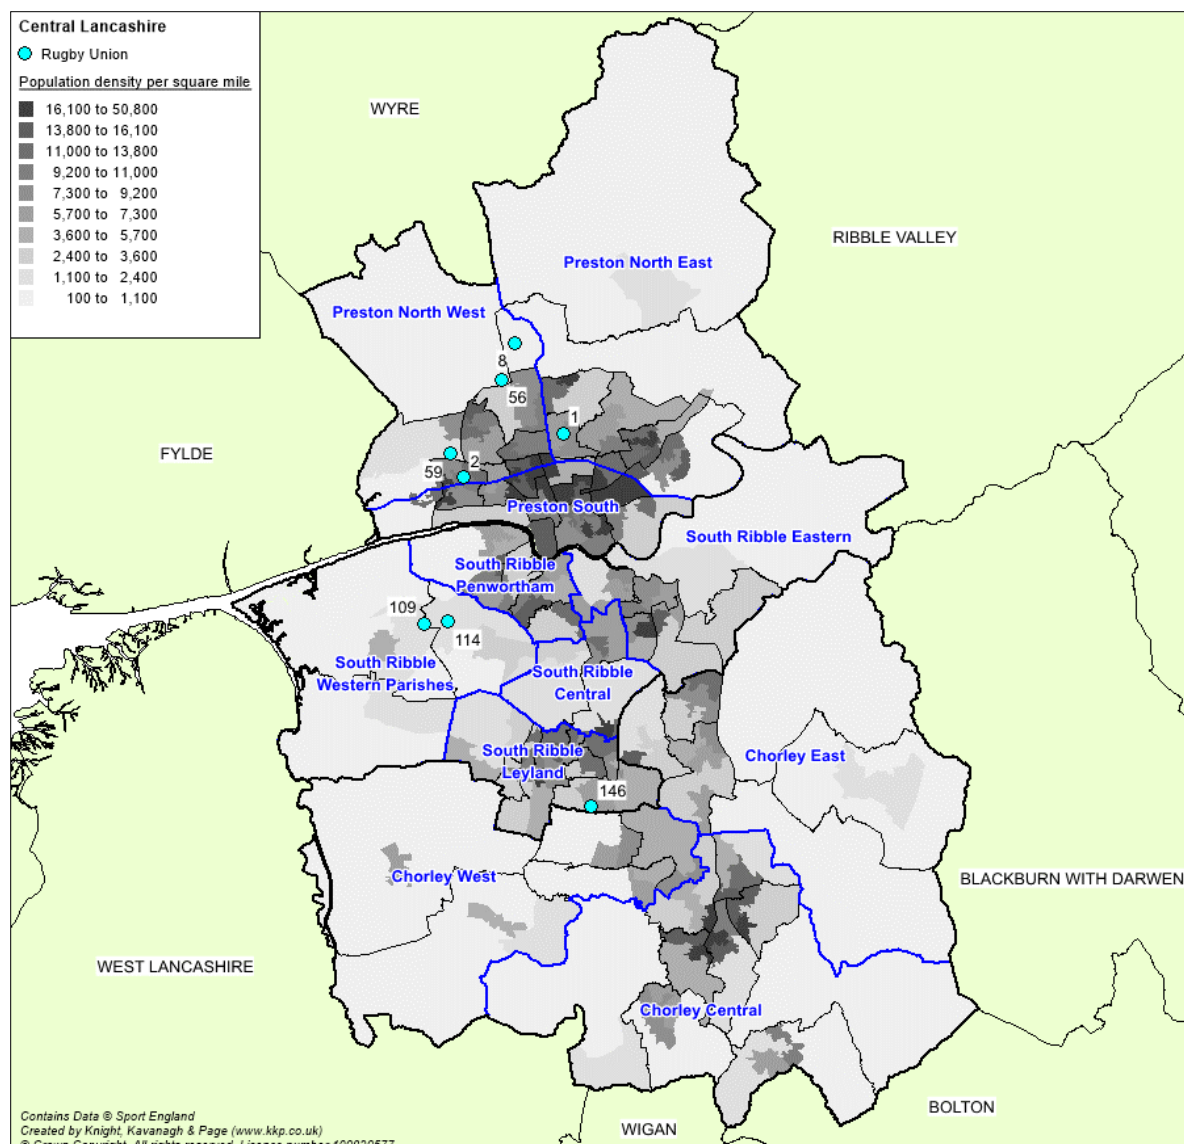 Central Lancashire
Rugby Union
Population density per square mile
16,100 to 50,800
13,800 to 16,100
11,000 to 13,800
9,200 to 11,000
7,300 to 9,200
5,700 to 7,300
3,600 to 5,700
2,400 to 3,600
1,100 to 2,400
100 to 1,100
WYRE
RIBBLE VALLEY
Preston North East
Preston North West
8
56
1
FYLDE
59
2
Preston South
South Ribble Eastern
South Ribble
Penwortham
109
114
South Ribble
Western Parishes
South Ribble
Central
South Ribble
Leyland
Chorley East
146
Chorley West
BLACKBURN WITH DARWEN
WEST LANCASHIRE
Chorley Central
BOLTON
WIGAN
Contains Data © Sport England
Created by Knight, Kavanagh & Page (www.kkp.co.uk)